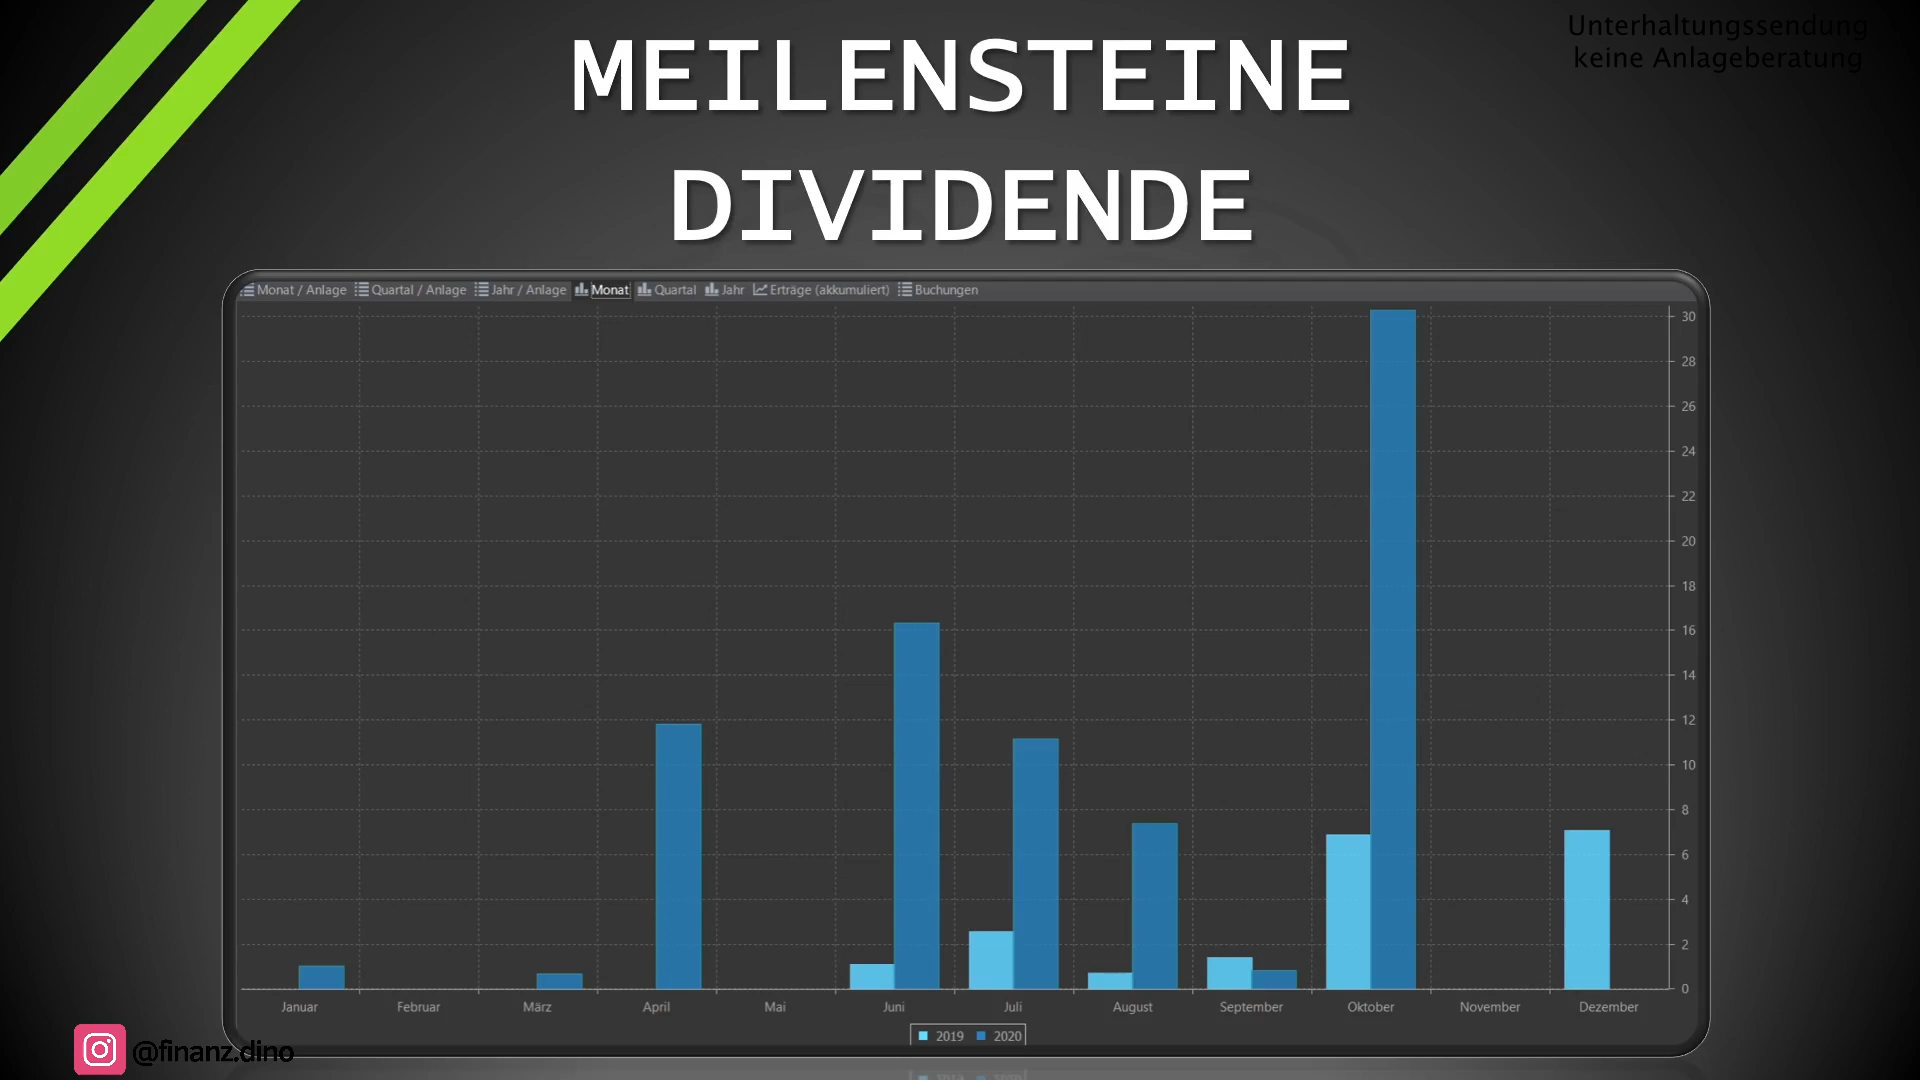 MEILENSTEINE
DIVIDENDE
Unterhaltungssendung
keine Anlageberatung
Monat / Anlage Quartal / Anlage Jahr / Anlage Monat Quartal Jahr Erträge (akkumuliert) Buchungen
30
28
26
24
22
20
18
16
14
12
10
8
6
4
2
0
Januar Februar März April Mai Juni Juli August September Oktober November Dezember
2019 2020
@finanz.dino